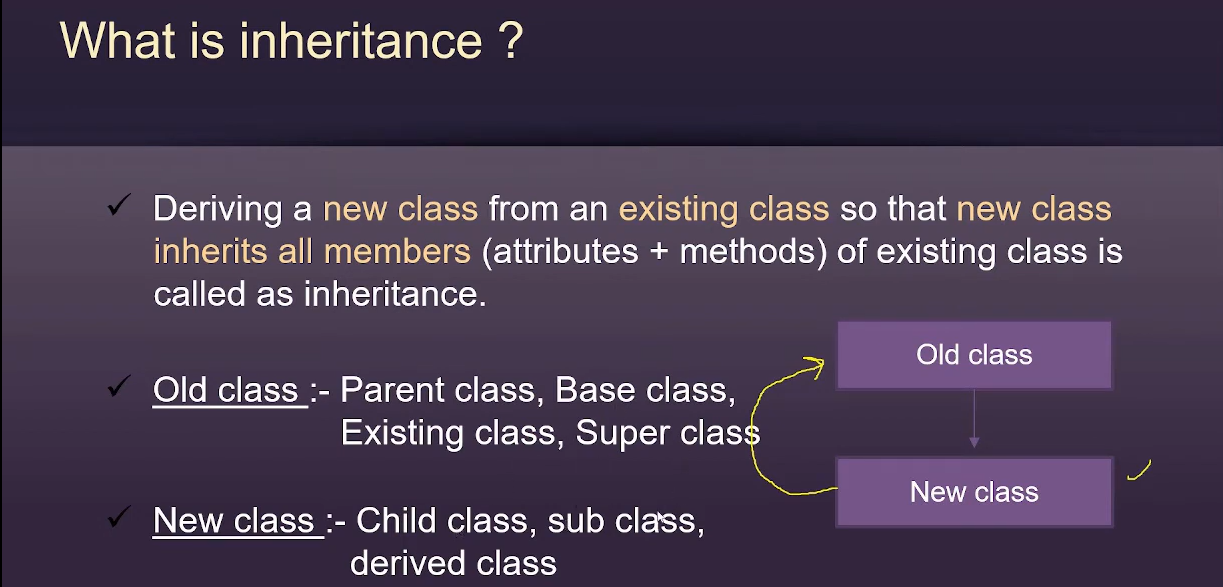 What is inheritance ?
✓ Deriving a new class from an existing class so that new class
inherits all members (attributes + methods) of existing class is
called as inheritance.
✓ Old class :- Parent class, Base class,
Existing class, Super class
✓ New class :- Child class, sub class,
derived class
Old class
New class